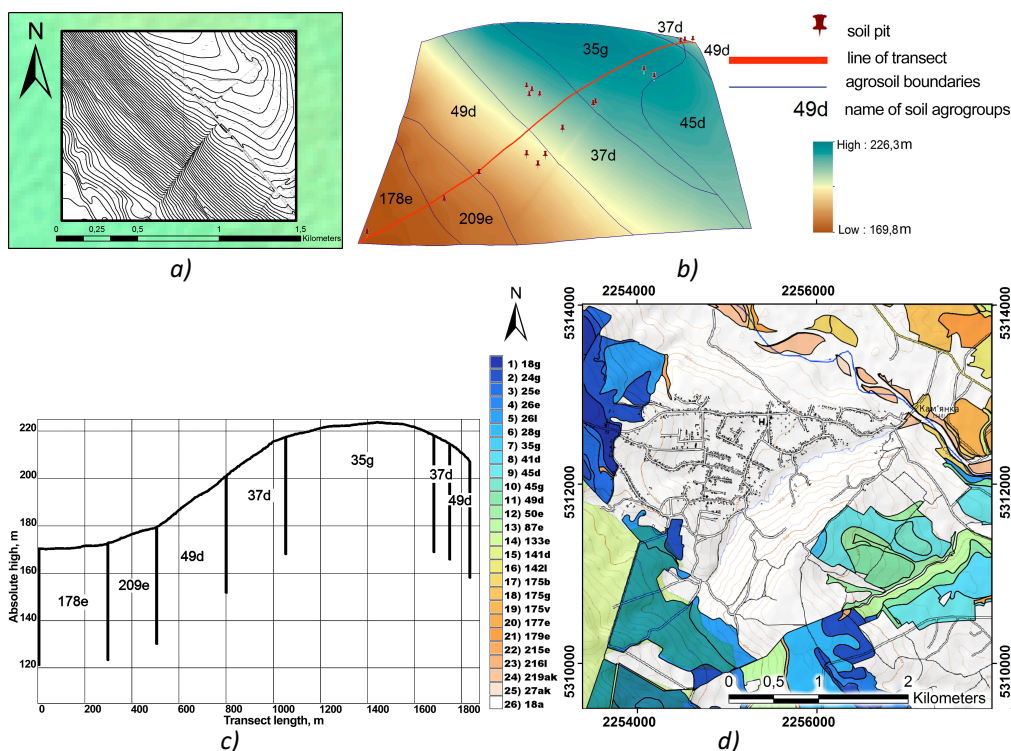 N
0
0,25
0,5
1
1,5
Kilometers
a)
37d
35g
49d
49d
45d
37d
178e
209e
b)
soil pit
line of transect
agrosoil boundaries
49d name of soil agrogroups
High : 226,3 m
Low : 169,8 m
Absolute high, m
220
200
180
160
140
120
178e
209e
49d
37d
35g
37d
49d
0 200 400 600 800 1000 1200 1400 1600 1800
Transect length, m
c)
N
1) 18g
2) 24g
3) 25e
4) 26e
5) 26l
6) 28g
7) 35g
8) 41d
9) 45d
10) 45g
11) 49d
12) 50e
13) 87e
14) 133e
15) 141d
16) 142l
17) 175b
18) 175g
19) 175v
20) 177e
21) 179e
22) 215e
23) 216l
24) 219ak
25) 27ak
26) 18a
2254000 2256000
5314000
5314000
Кам'янка
Н.
5312000
5312000
5310000
5310000
0 0,5 1 2
Kilometers
2254000 2256000
d)